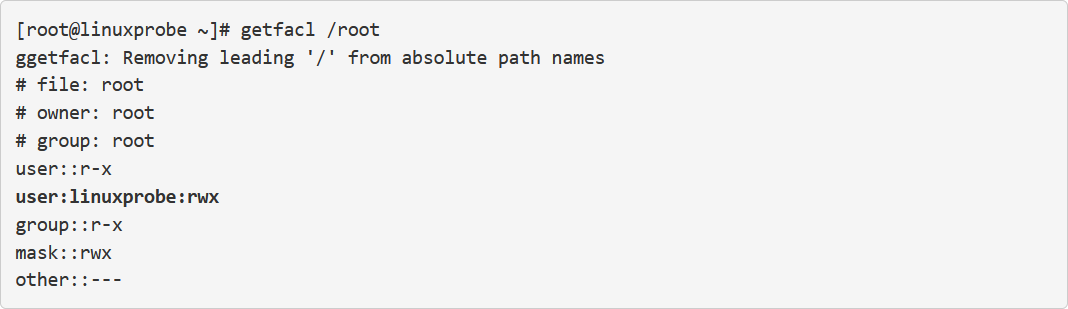 [root@linuxprobe ~]# getfacl /root
ggetfacl: Removing leading '/' from absolute path names
# file: root
# owner: root
# group: root
user::r-x
user:linuxprobe:rwx
group::r-x
mask::rwx
other::---